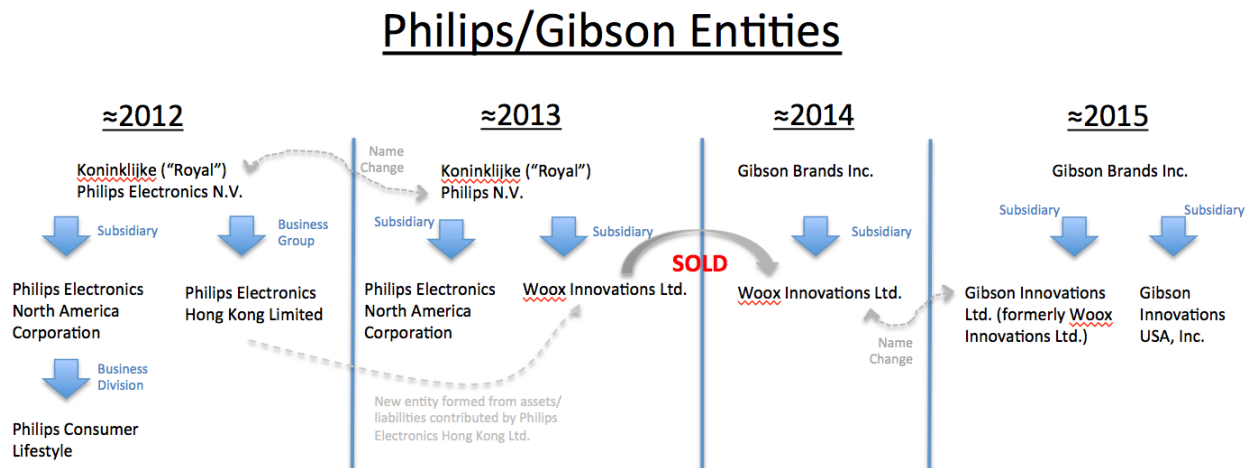 Philips/Gibson Entities
≈2012
Koninklijke (“Royal”)
Philips Electronics N.V.
Subsidiary
Business
Group
Philips Electronics
North America
Corporation
Philips Electronics
Hong Kong Limited
Business
Division
Philips Consumer
Lifestyle
Name
Change
≈2013
Koninklijke (“Royal”)
Philips N.V.
Subsidiary
Subsidiary
Philips Electronics
North America
Corporation
Woox Innovations Ltd.
New entity formed from assets/
liabilities contributed by Philips
Electronics Hong Kong Ltd.
SOLD
≈2014
Gibson Brands Inc.
Subsidiary
Woox Innovations Ltd.
Name
Change
≈2015
Gibson Brands Inc.
Subsidiary
Subsidiary
Gibson Innovations
Ltd. (formerly Woox
Innovations Ltd.)
Gibson
Innovations
USA, Inc.